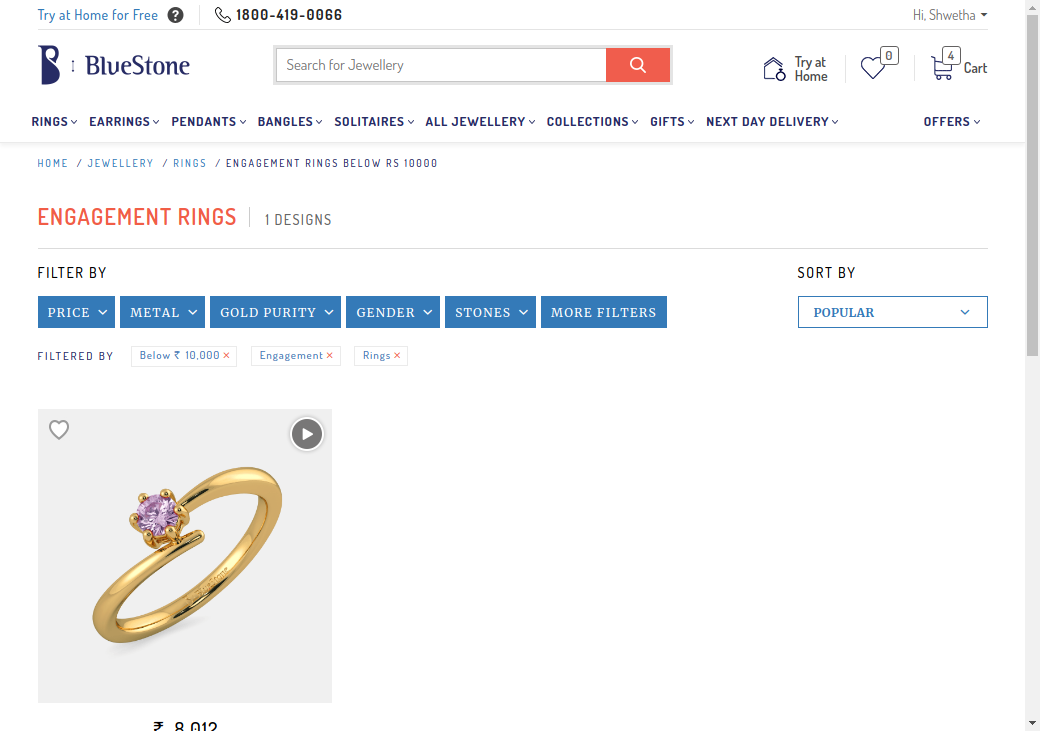 Try at Home for Free ? 1800-419-0066 Hi, Shwetha
BlueStone Search for Jewellery Try at Home 0 4 Cart
RINGS EARRINGS PENDANTS BANGLES SOLITAIRES ALL JEWELLERY COLLECTIONS GIFTS NEXT DAY DELIVERY OFFERS
HOME / JEWELLERY / RINGS / ENGAGEMENT RINGS BELOW RS 10000
ENGAGEMENT RINGS 1 DESIGNS
FILTER BY SORT BY
PRICE METAL GOLD PURITY GENDER STONES MORE FILTERS POPULAR
FILTERED BY Below ₹ 10,000 × Engagement × Rings ×
₹ 8,012